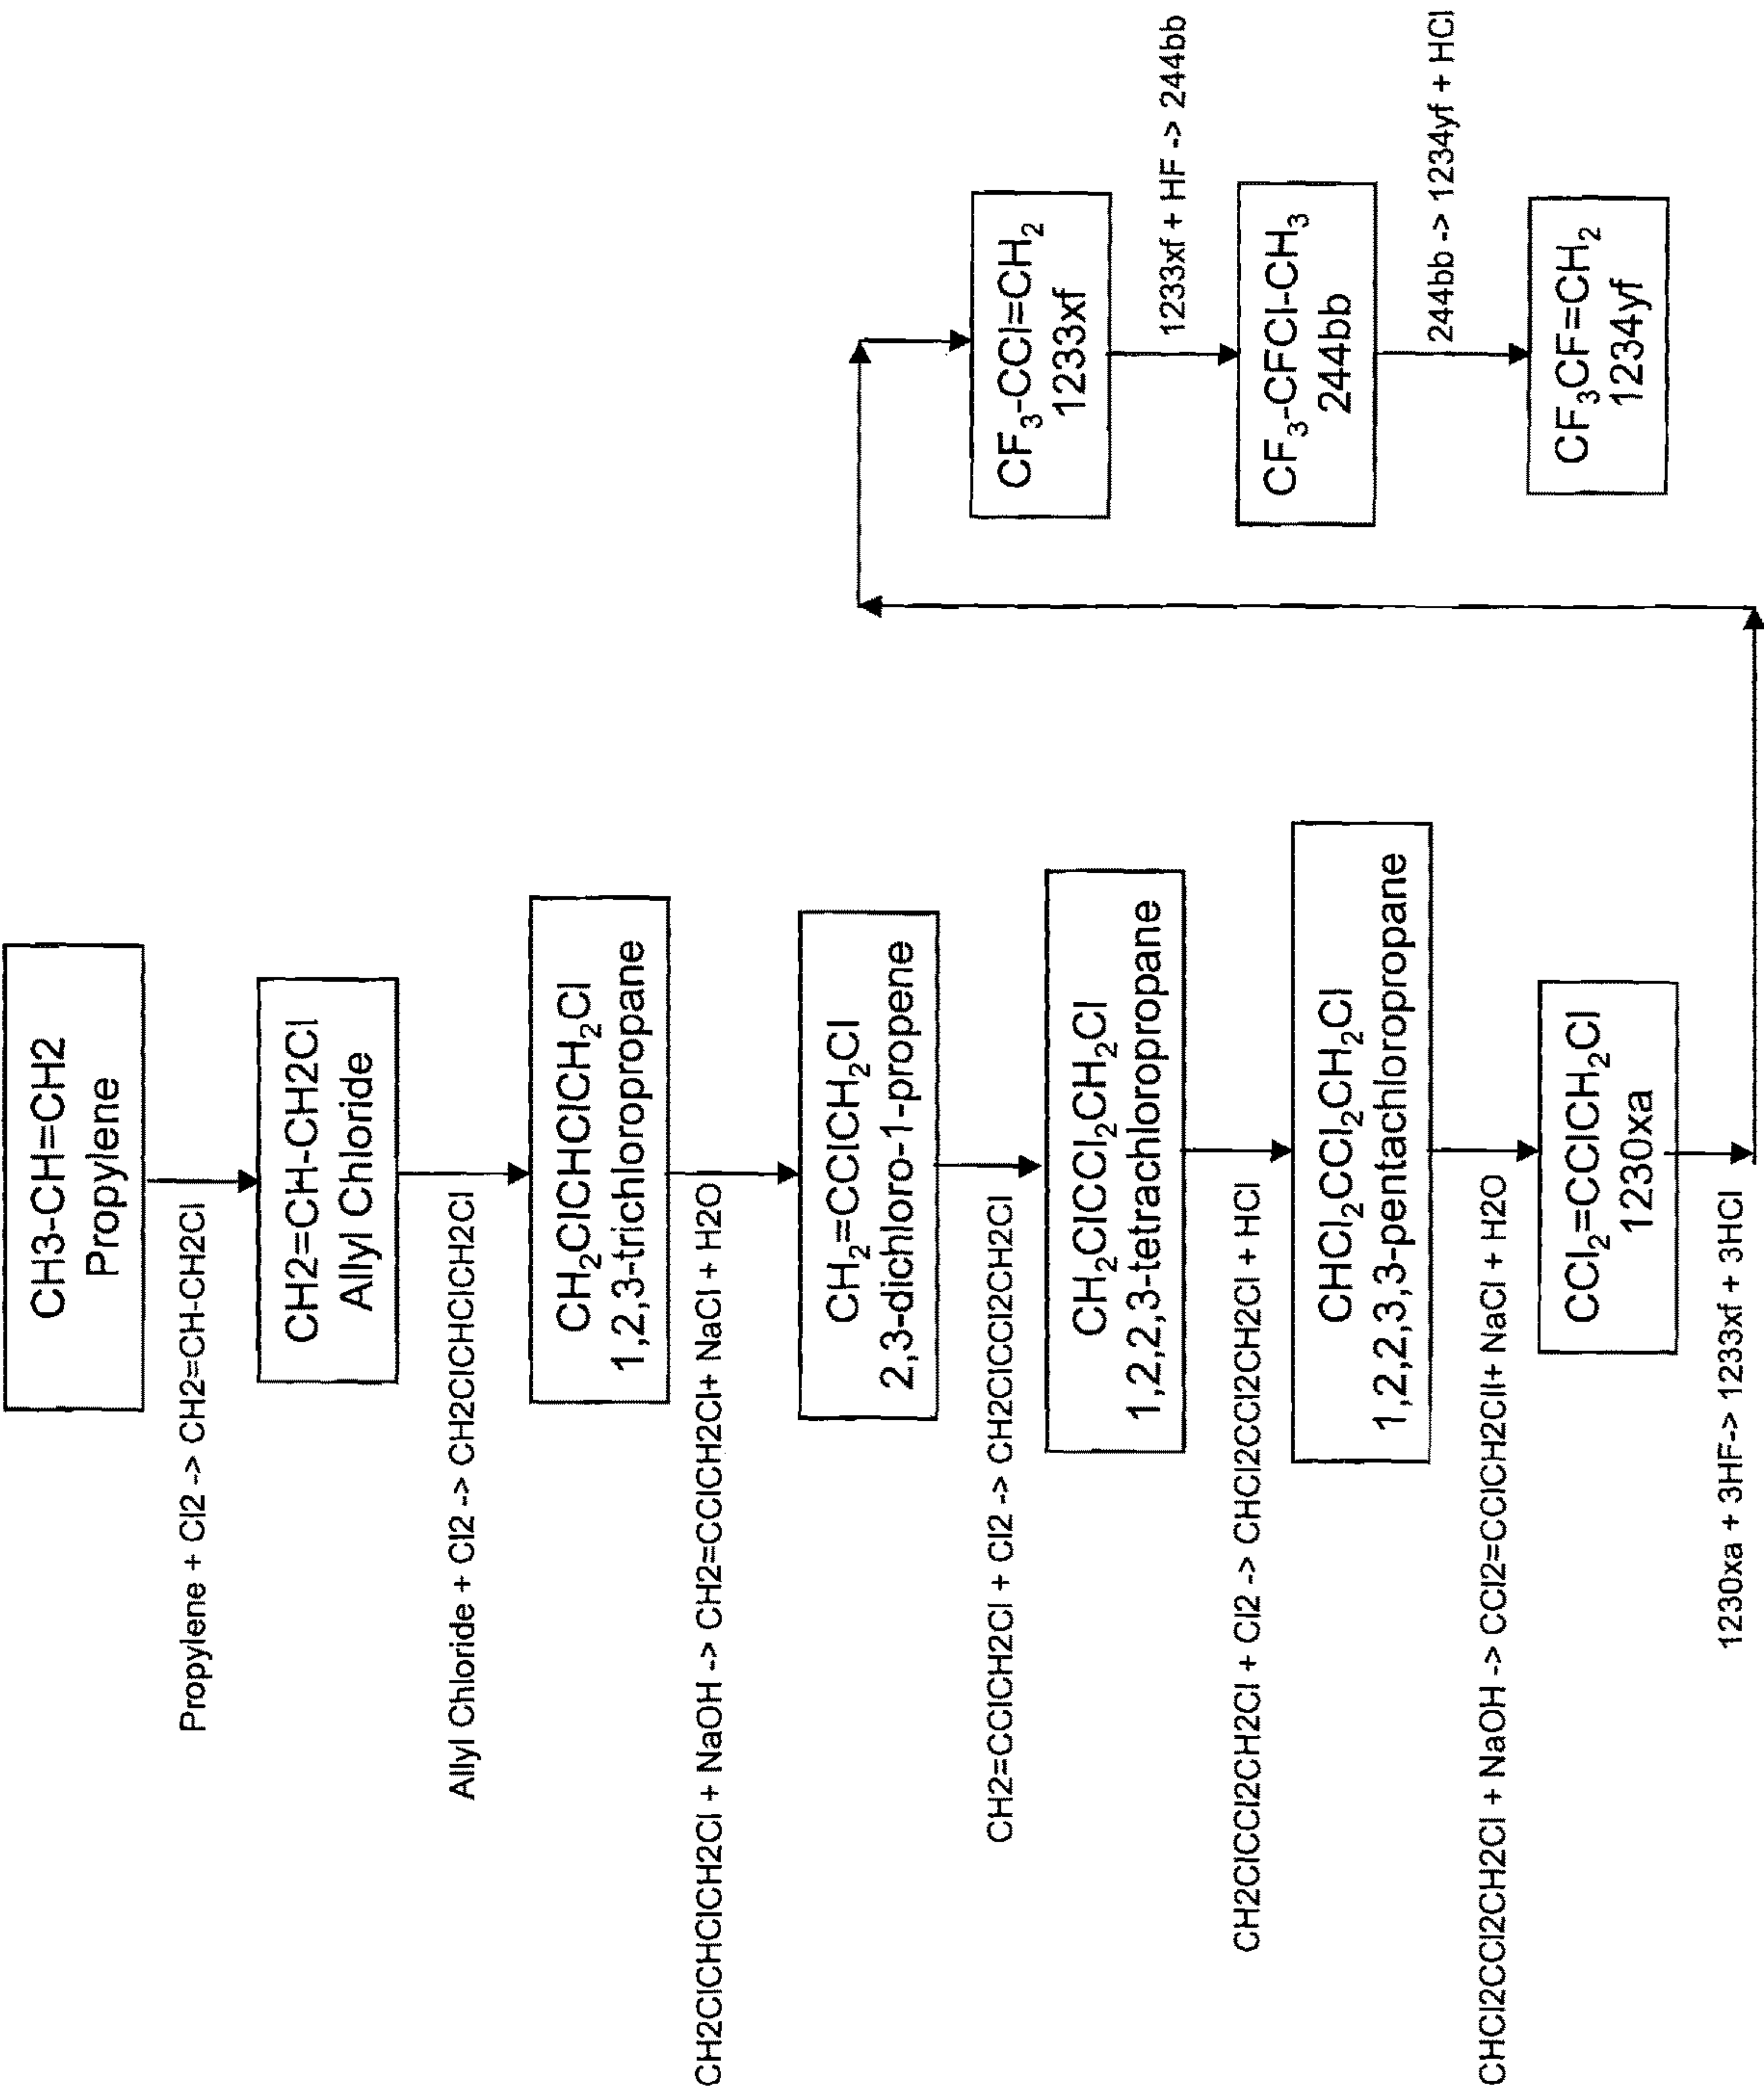 CH3-CH=CH2
Propylene
Propylene + Cl2 -> CH2=CH-CH2Cl
CH2=CH-CH2Cl
Allyl Chloride
Allyl Chloride + Cl2 -> CH2ClCHClCH2Cl
CH₂ClCHClCH₂Cl
1,2,3-trichloropropane
CH2ClCHClCH2Cl + NaOH -> CH2=CClCH2Cl+ NaCl + H2O
CH₂=CClCH₂Cl
2,3-dichloro-1-propene
CH2=CClCH2Cl + Cl2 -> CH2ClCCl2CH2Cl
CH₂ClCCl₂CH₂Cl
1,2,2,3-tetrachloropropane
CH2ClCCl2CH2Cl + Cl2 -> CHCl2CCl2CH2Cl + HCl
CHCl₂CCl₂CH₂Cl
1,2,2,3,3-pentachloropropane
CHCl2CCl2CH2Cl + NaOH -> CCl2=CClCH2Cll+ NaCl + H2O
CCl₂=CClCH₂Cl
1230xa
1230xa + 3HF-> 1233xf + 3HCl
CF₃-CCl=CH₂
1233xf
1233xf + HF -> 244bb
CF₃-CFCl-CH₃
244bb
244bb -> 1234yf + HCl
CF₃CF=CH₂
1234yf